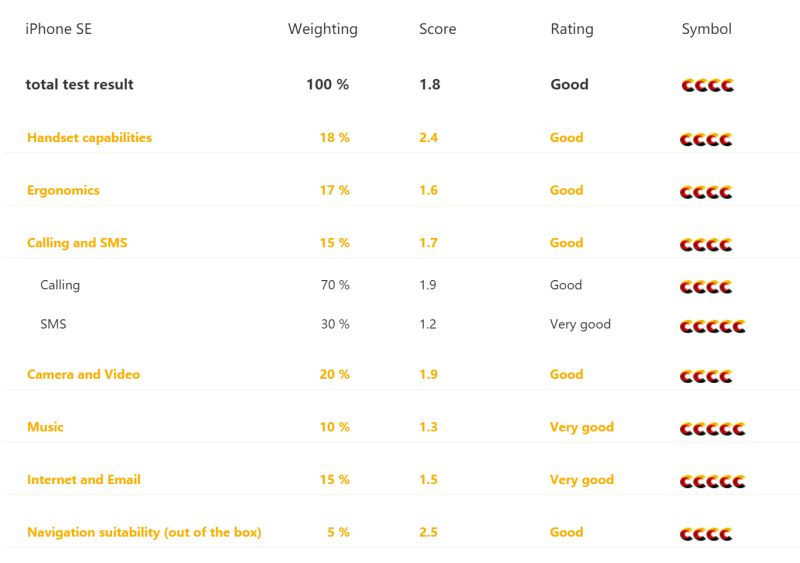 iPhone SE Weighting Score Rating Symbol
total test result 100 % 1.8 Good
Handset capabilities 18 % 2.4 Good
Ergonomics 17 % 1.6 Good
Calling and SMS 15 % 1.7 Good
Calling 70 % 1.9 Good
SMS 30 % 1.2 Very good
Camera and Video 20 % 1.9 Good
Music 10 % 1.3 Very good
Internet and Email 15 % 1.5 Very good
Navigation suitability (out of the box) 5 % 2.5 Good